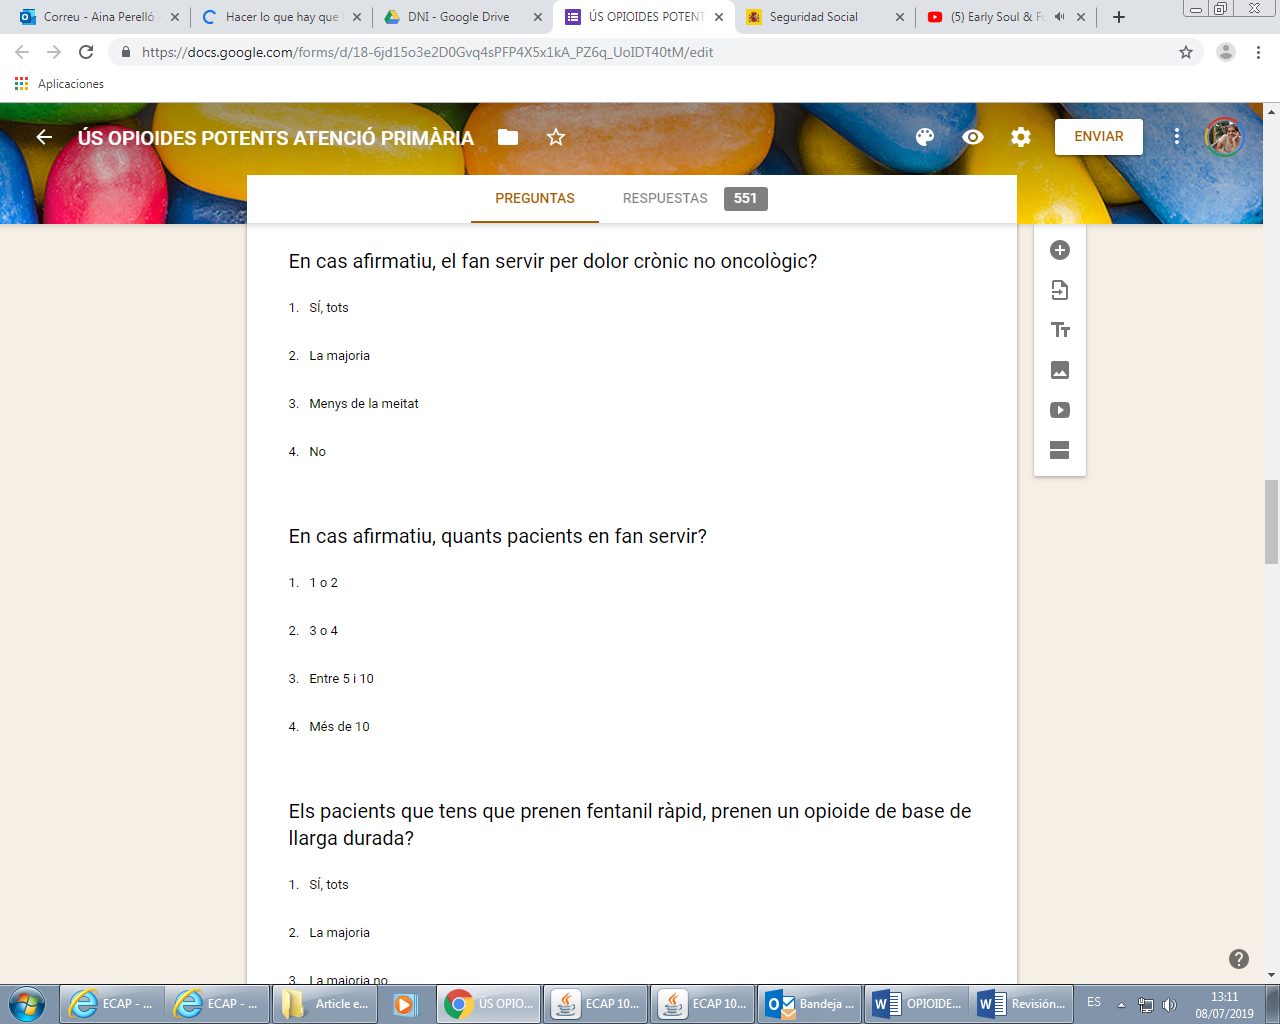 Correu - Aina Perelló
Hacer lo que hay que
DNI - Google Drive
ÚS OPIOIDES POTENT
Seguridad Social
(5) Early Soul & F
https://docs.google.com/forms/d/18-6jd15o3e2D0Gvq4sPFP4X5x1kA_PZ6q_UoIDT40tM/edit
Aplicaciones
ÚS OPIOIDES POTENTS ATENCIÓ PRIMÀRIA
ENVIAR
PREGUNTAS
RESPUESTAS 551
En cas afirmatiu, el fan servir per dolor crònic no oncològic?
1. SÍ, tots
2. La majoria
3. Menys de la meitat
4. No
En cas afirmatiu, quants pacients en fan servir?
1. 1 o 2
2. 3 o 4
3. Entre 5 i 10
4. Més de 10
Els pacients que tens que prenen fentanil ràpid, prenen un opioide de base de
llarga durada?
1. SÍ, tots
2. La majoria
3. La majoria no
ECAP - ...
ECAP - ...
Article e...
ÚS OPIO...
ECAP 10...
ECAP 10...
Bandeja ...
OPIOIDE...
Revisión...
ES
13:11
08/07/2019